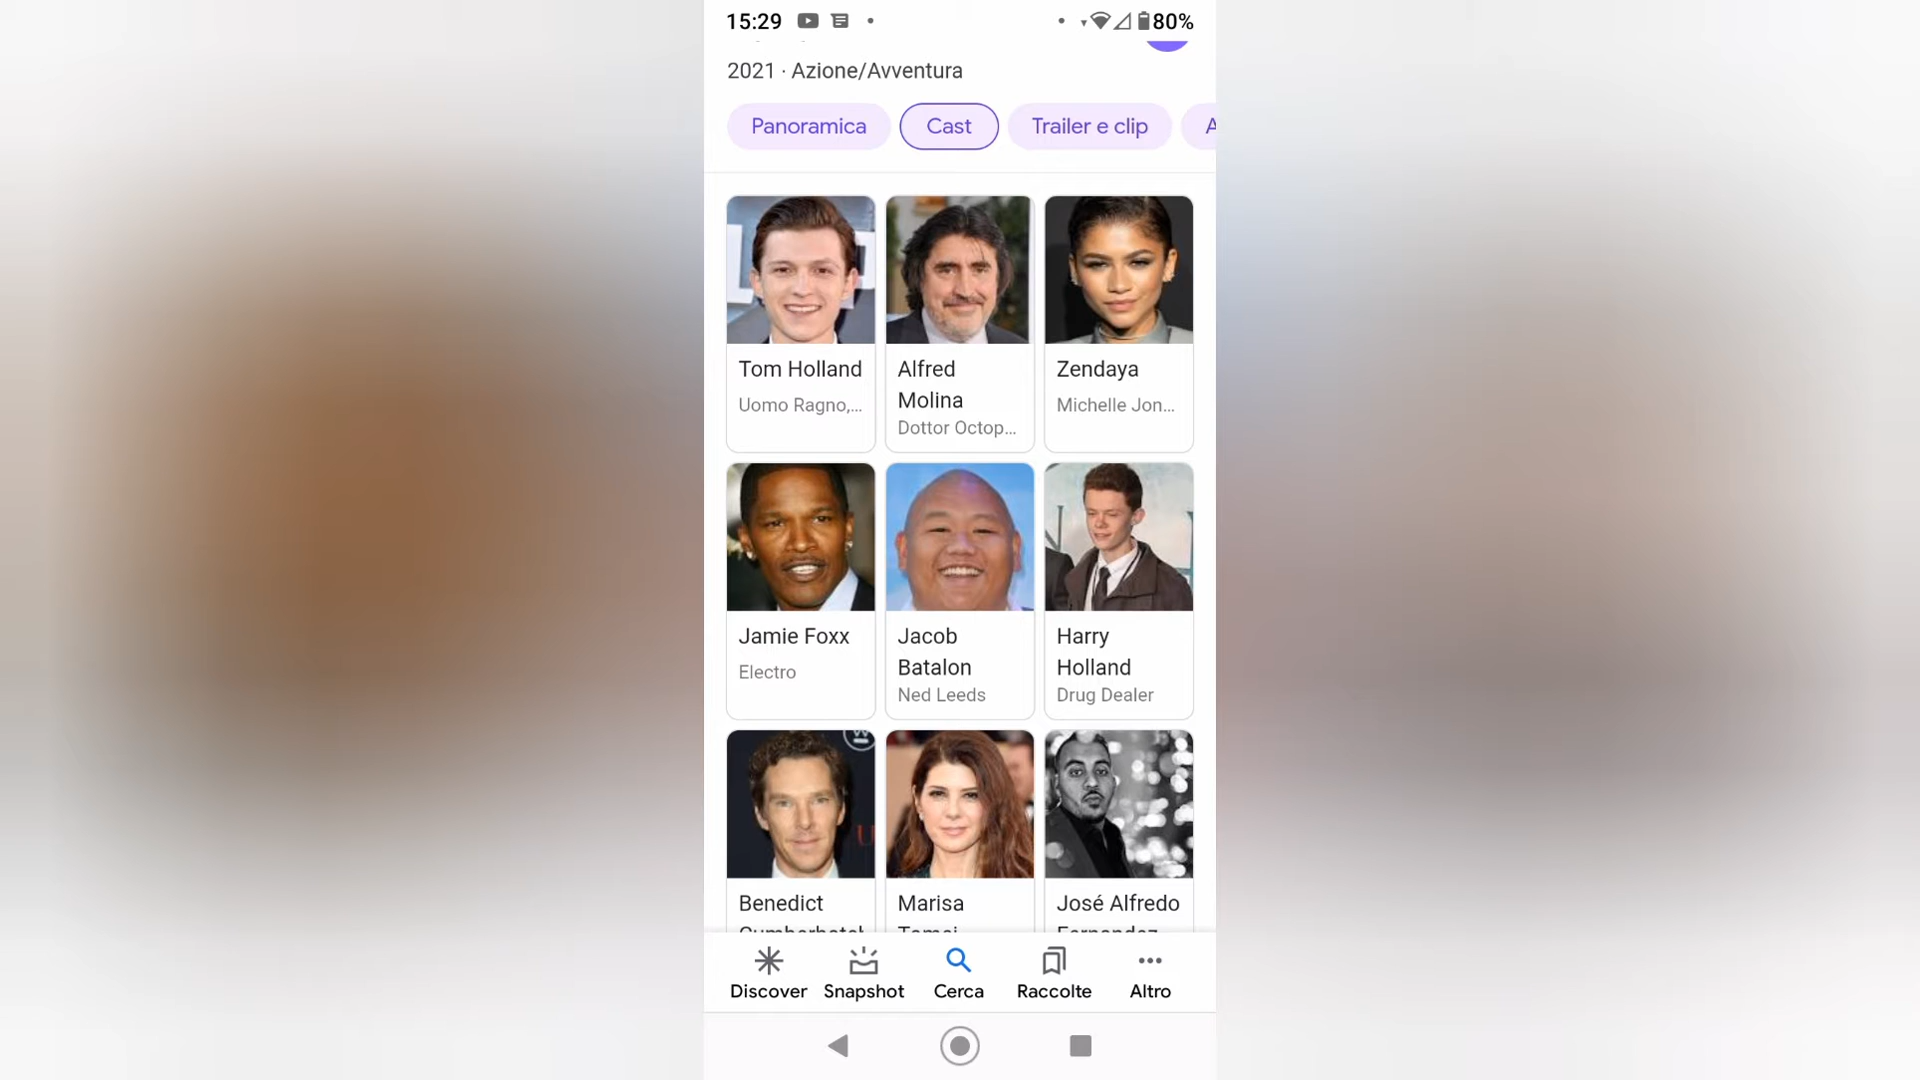 15:29
80%
2021 · Azione/Avventura
Panoramica
Cast
Trailer e clip
A
Tom Holland
Uomo Ragno,...
Alfred
Molina
Dottor Octop...
Zendaya
Michelle Jon...
Jamie Foxx
Electro
Jacob
Batalon
Ned Leeds
Harry
Holland
Drug Dealer
Benedict
Marisa
José Alfredo
Discover
Snapshot
Cerca
Raccolte
Altro